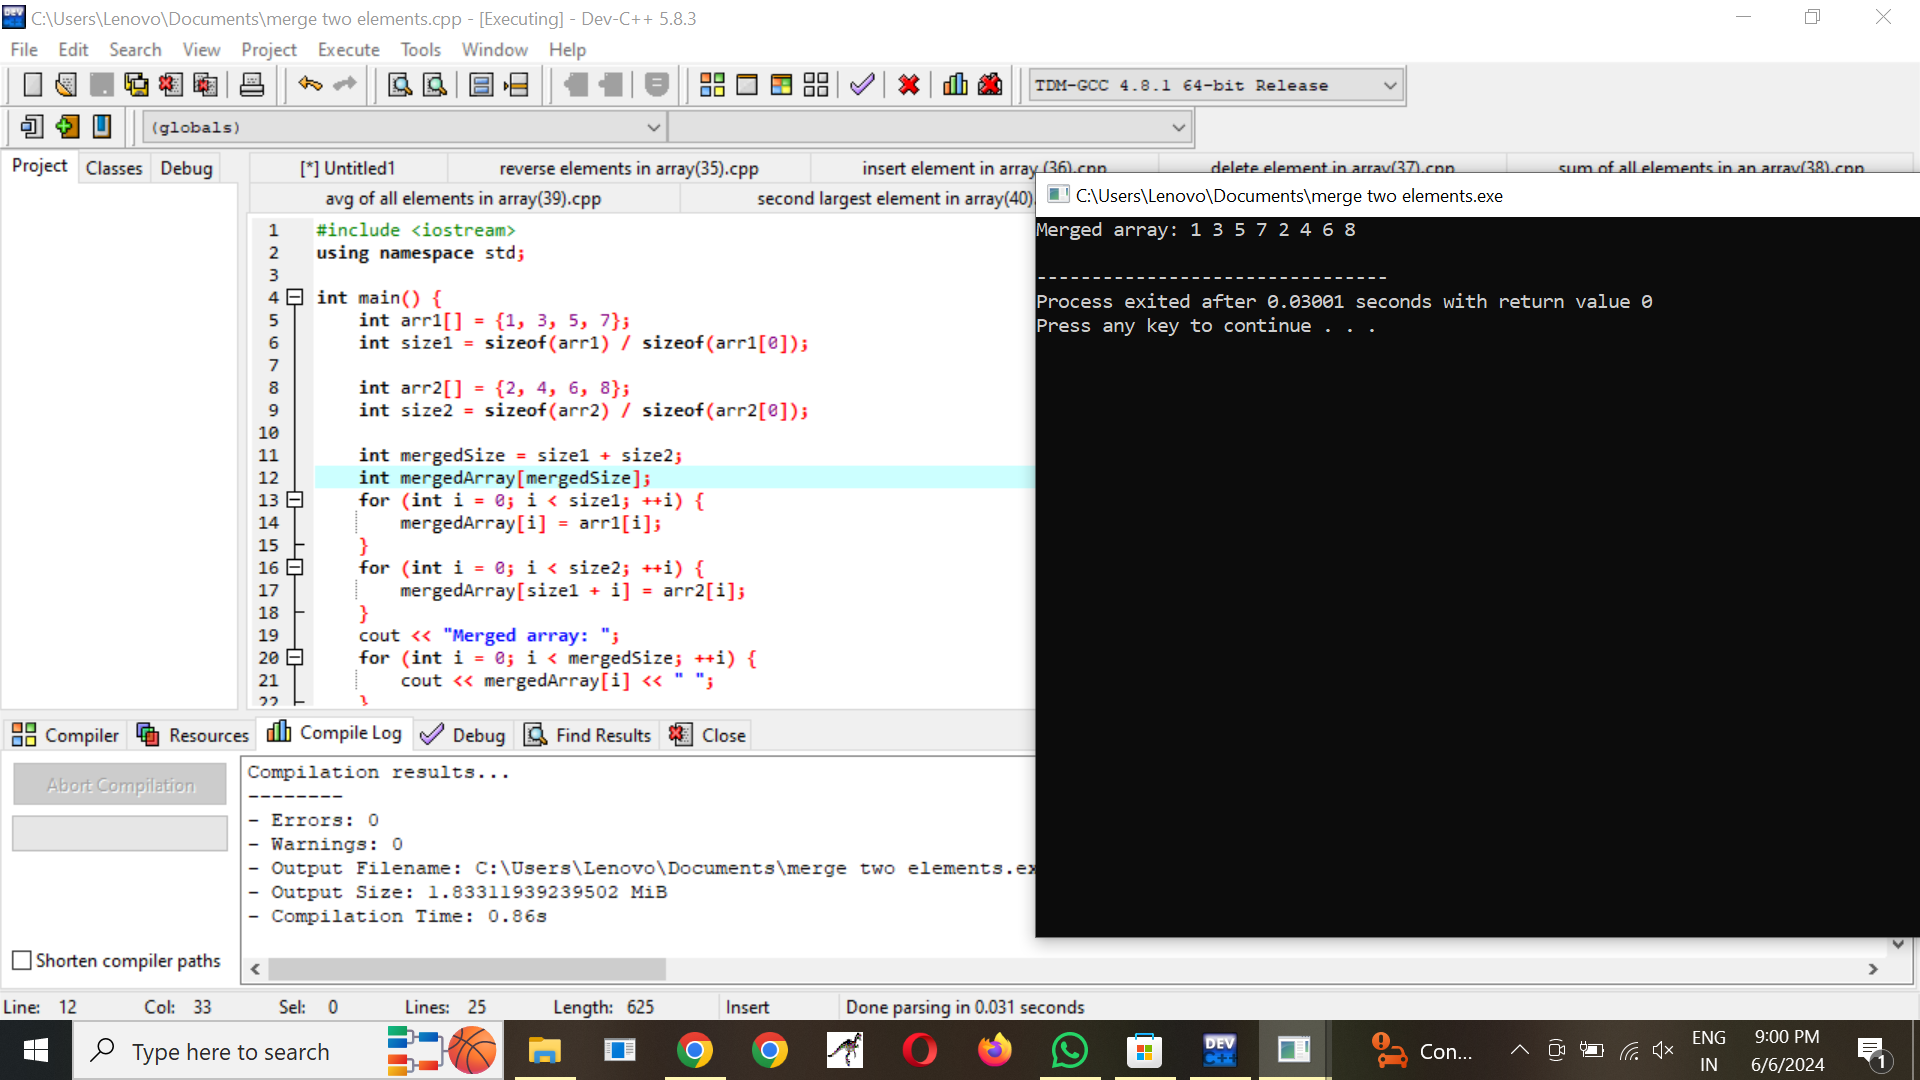 C:\Users\Lenovo\Documents\merge two elements.cpp - [Executing] - Dev-C++ 5.8.3
File Edit Search View Project Execute Tools Window Help
TDM-GCC 4.8.1 64-bit Release
(globals)
Project Classes Debug
[*] Untitled1 reverse elements in array(35).cpp insert element in array (36).cpp delete element in array(37).cpp sum of all elements in an array(38).cpp
avg of all elements in array(39).cpp second largest element in array(40).
1 #include <iostream>
2 using namespace std;
3
4 int main() {
5 int arr1[] = {1, 3, 5, 7};
6 int size1 = sizeof(arr1) / sizeof(arr1[0]);
7
8 int arr2[] = {2, 4, 6, 8};
9 int size2 = sizeof(arr2) / sizeof(arr2[0]);
10
11 int mergedSize = size1 + size2;
12 int mergedArray[mergedSize];
13 for (int i = 0; i < size1; ++i) {
14 mergedArray[i] = arr1[i];
15 }
16 for (int i = 0; i < size2; ++i) {
17 mergedArray[size1 + i] = arr2[i];
18 }
19 cout << "Merged array: ";
20 for (int i = 0; i < mergedSize; ++i) {
21 cout << mergedArray[i] << " ";
22 }
C:\Users\Lenovo\Documents\merge two elements.exe
Merged array: 1 3 5 7 2 4 6 8
--------------------------------
Process exited after 0.03001 seconds with return value 0
Press any key to continue . . .
Compiler Resources Compile Log Debug Find Results Close
Abort Compilation
Shorten compiler paths
Compilation results...
--------
- Errors: 0
- Warnings: 0
- Output Filename: C:\Users\Lenovo\Documents\merge two elements.ex
- Output Size: 1.83311939239502 MiB
- Compilation Time: 0.86s
Line: 12 Col: 33 Sel: 0 Lines: 25 Length: 625 Insert Done parsing in 0.031 seconds
Type here to search
DEV C++
Con...
ENG
IN
9:00 PM
6/6/2024
1